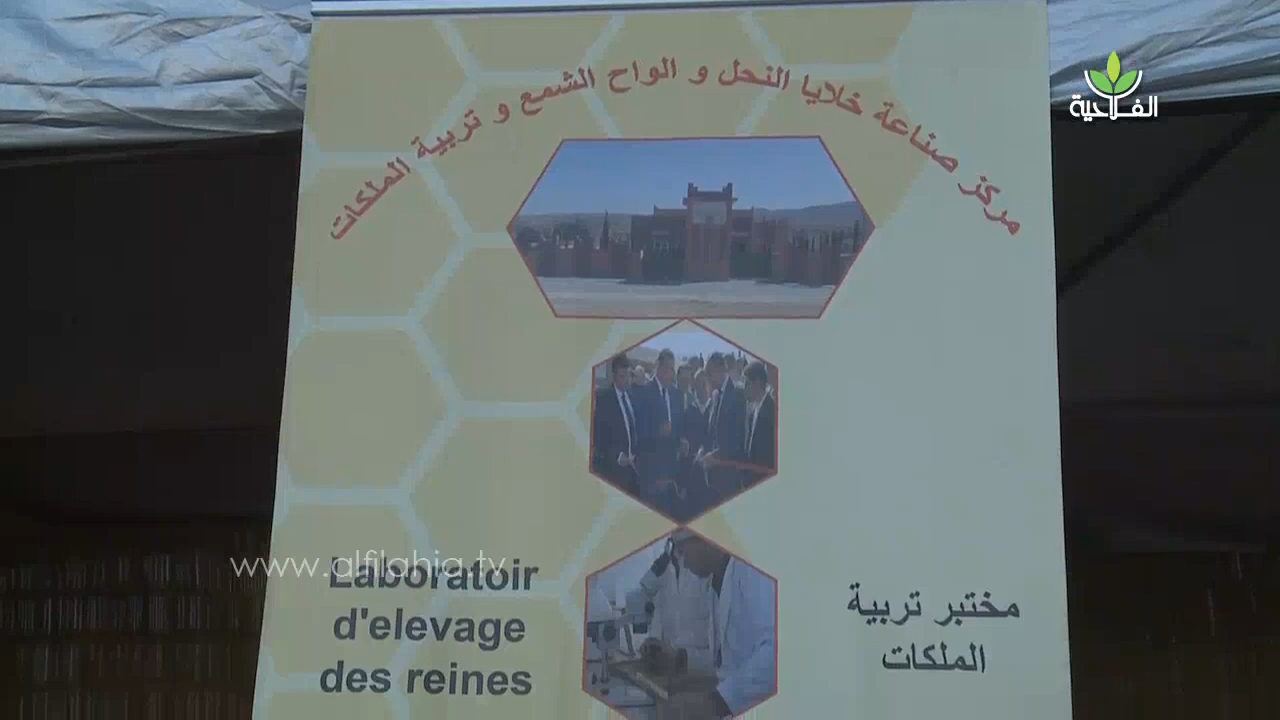 الفلاحية
مركز صناعة خلايا النحل و الواح الشمع و تربية الملكات
www.alfilahia.tv
Laboratoir
d'elevage
des reines
مختبر تربية
الملكات